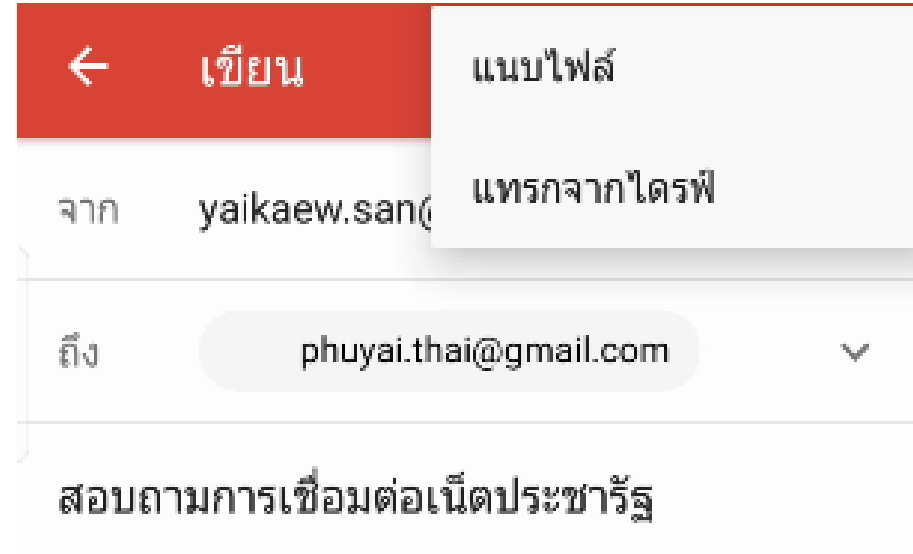 เขียน
แนบไฟล์
แทรกจากไดรฟ์
จาก yaikaew.san@
ถึง phuyai.thai@gmail.com
สอบถามการเชื่อมต่อเน็ตประชารัฐ